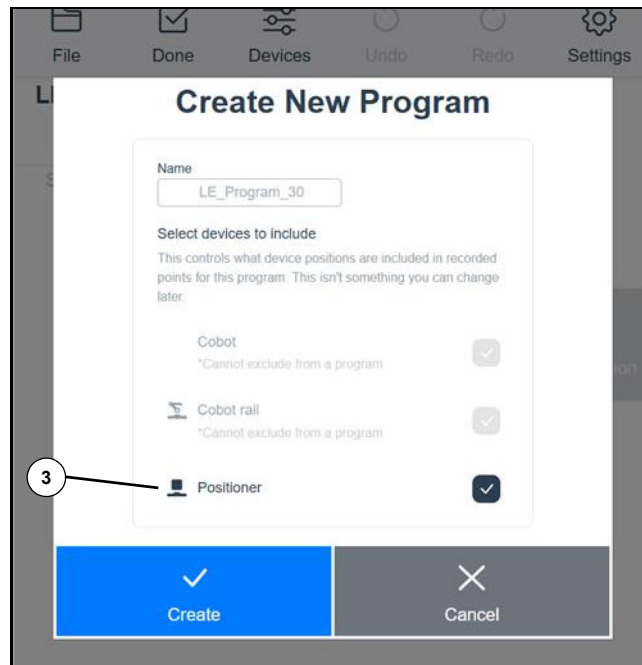 File Done Devices Undo Redo Settings
Create New Program
Name
LE_Program_30
Select devices to include
This controls what device positions are included in recorded
points for this program. This isn't something you can change
later.
Cobot
*Cannot exclude from a program
Cobot rail
*Cannot exclude from a program
3
Positioner
Create Cancel